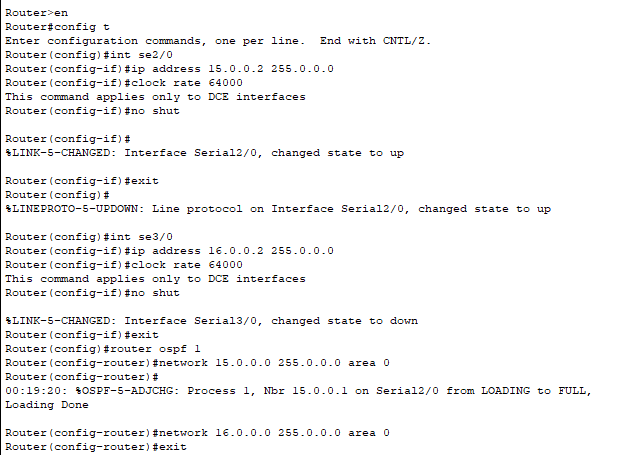 Router>en
Router#config t
Enter configuration commands, one per line.  End with CNTL/Z.
Router(config)#int se2/0
Router(config-if)#ip address 15.0.0.2 255.0.0.0
Router(config-if)#clock rate 64000
This command applies only to DCE interfaces
Router(config-if)#no shut
Router(config-if)#
%LINK-5-CHANGED: Interface Serial2/0, changed state to up
Router(config-if)#exit
Router(config)#
%LINEPROTO-5-UPDOWN: Line protocol on Interface Serial2/0, changed state to up
Router(config)#int se3/0
Router(config-if)#ip address 16.0.0.2 255.0.0.0
Router(config-if)#clock rate 64000
This command applies only to DCE interfaces
Router(config-if)#no shut
%LINK-5-CHANGED: Interface Serial3/0, changed state to down
Router(config-if)#exit
Router(config)#router ospf 1
Router(config-router)#network 15.0.0.0 255.0.0.0 area 0
Router(config-router)#
00:19:20: %OSPF-5-ADJCHG: Process 1, Nbr 15.0.0.1 on Serial2/0 from LOADING to FULL,
Loading Done
Router(config-router)#network 16.0.0.0 255.0.0.0 area 0
Router(config-router)#exit